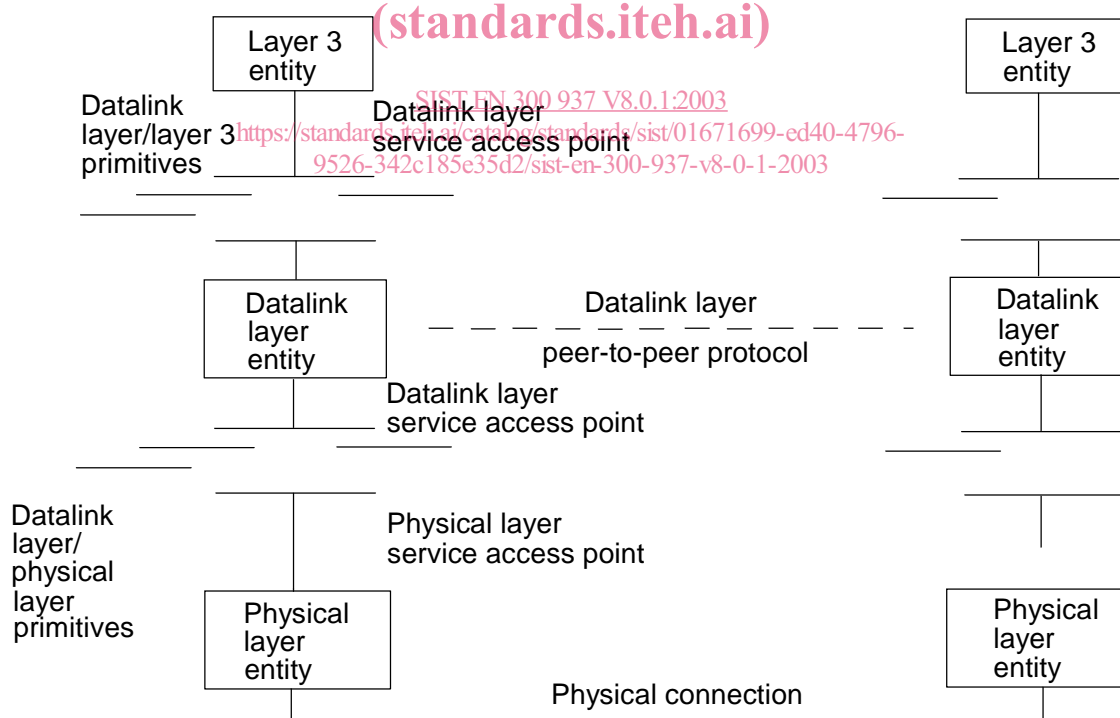 (standards.iteh.ai)
Layer 3
entity
Layer 3
entity
SIST EN 300 937 V8.0.1:2003
https://standards.iteh.ai/catalog/standards/sist/01671699-ed40-4796-
9526-342c185e35d2/sist-en-300-937-v8-0-1-2003
Datalink
layer/layer 3
primitives
Datalink layer
service access point
Datalink
layer
entity
Datalink layer
peer-to-peer protocol
Datalink
layer
entity
Datalink layer
service access point
Datalink
layer/
physical
layer
primitives
Physical layer
service access point
Physical
layer
entity
Physical connection
Physical
layer
entity